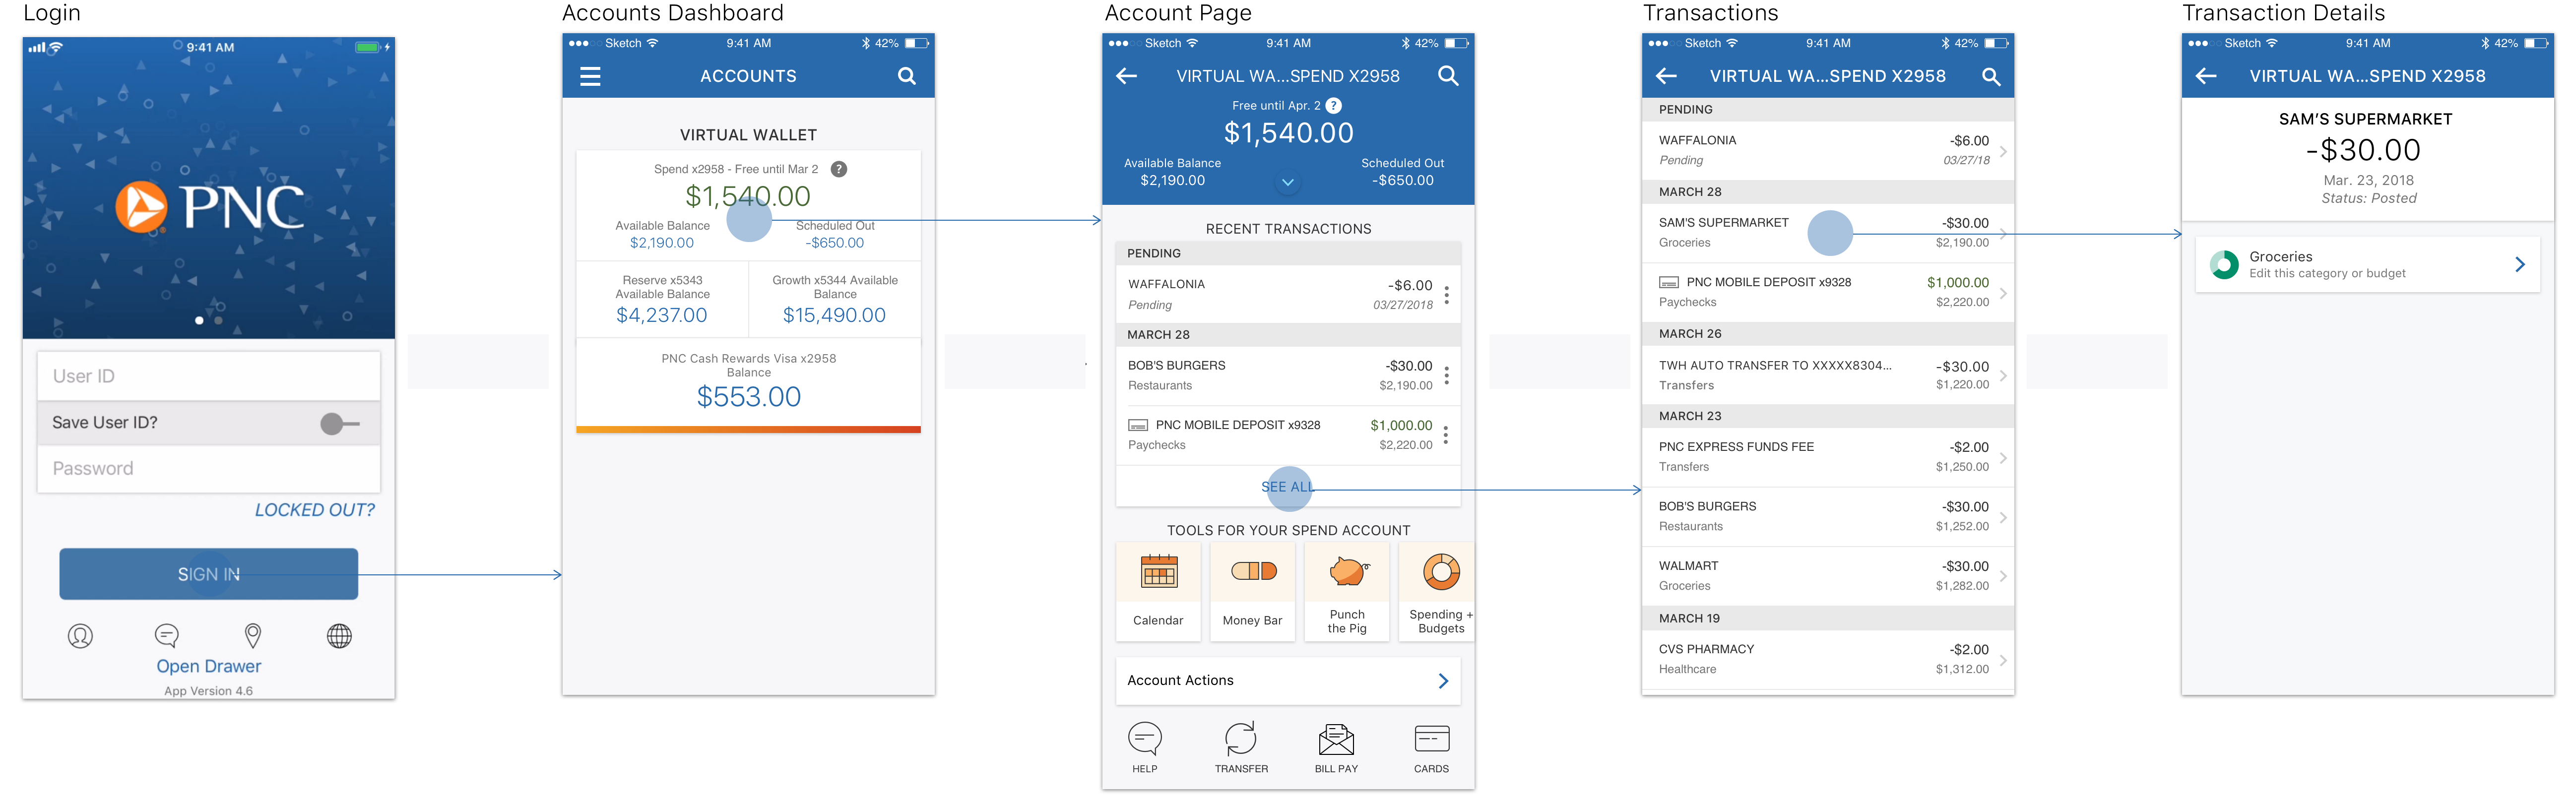 Login
9:41 AM
PNC
User ID
Save User ID?
Password
LOCKED OUT?
SIGN IN
Open Drawer
App Version 4.6
Accounts Dashboard
Sketch 9:41 AM 42%
ACCOUNTS
VIRTUAL WALLET
Spend x2958 - Free until Mar 2 ?
$1,540.00
Available Balance Scheduled Out
$2,190.00 -$650.00
Reserve x5343 Growth x5344 Available
Available Balance Balance
$4,237.00 $15,490.00
PNC Cash Rewards Visa x2958
Balance
$553.00
Account Page
Sketch 9:41 AM 42%
VIRTUAL WA...SPEND X2958
Free until Apr. 2 ?
$1,540.00
Available Balance Scheduled Out
$2,190.00 -$650.00
RECENT TRANSACTIONS
PENDING
WAFFALONIA -$6.00
Pending 03/27/2018
MARCH 28
BOB'S BURGERS -$30.00
Restaurants $2,190.00
PNC MOBILE DEPOSIT x9328 $1,000.00
Paychecks $2,220.00
SEE ALL
TOOLS FOR YOUR SPEND ACCOUNT
Calendar Money Bar Punch Spending +
the Pig Budgets
Account Actions
HELP TRANSFER BILL PAY CARDS
Transactions
Sketch 9:41 AM 42%
VIRTUAL WA...SPEND X2958
PENDING
WAFFALONIA -$6.00
Pending 03/27/18
MARCH 28
SAM'S SUPERMARKET -$30.00
Groceries $2,190.00
PNC MOBILE DEPOSIT x9328 $1,000.00
Paychecks $2,220.00
MARCH 26
TWH AUTO TRANSFER TO XXXXX8304... -$30.00
Transfers $1,220.00
MARCH 23
PNC EXPRESS FUNDS FEE -$2.00
Transfers $1,250.00
BOB'S BURGERS -$30.00
Restaurants $1,252.00
WALMART -$30.00
Groceries $1,282.00
MARCH 19
CVS PHARMACY -$2.00
Healthcare $1,312.00
Transaction Details
Sketch 9:41 AM 42%
VIRTUAL WA...SPEND X2958
SAM'S SUPERMARKET
-$30.00
Mar. 23, 2018
Status: Posted
Groceries
Edit this category or budget